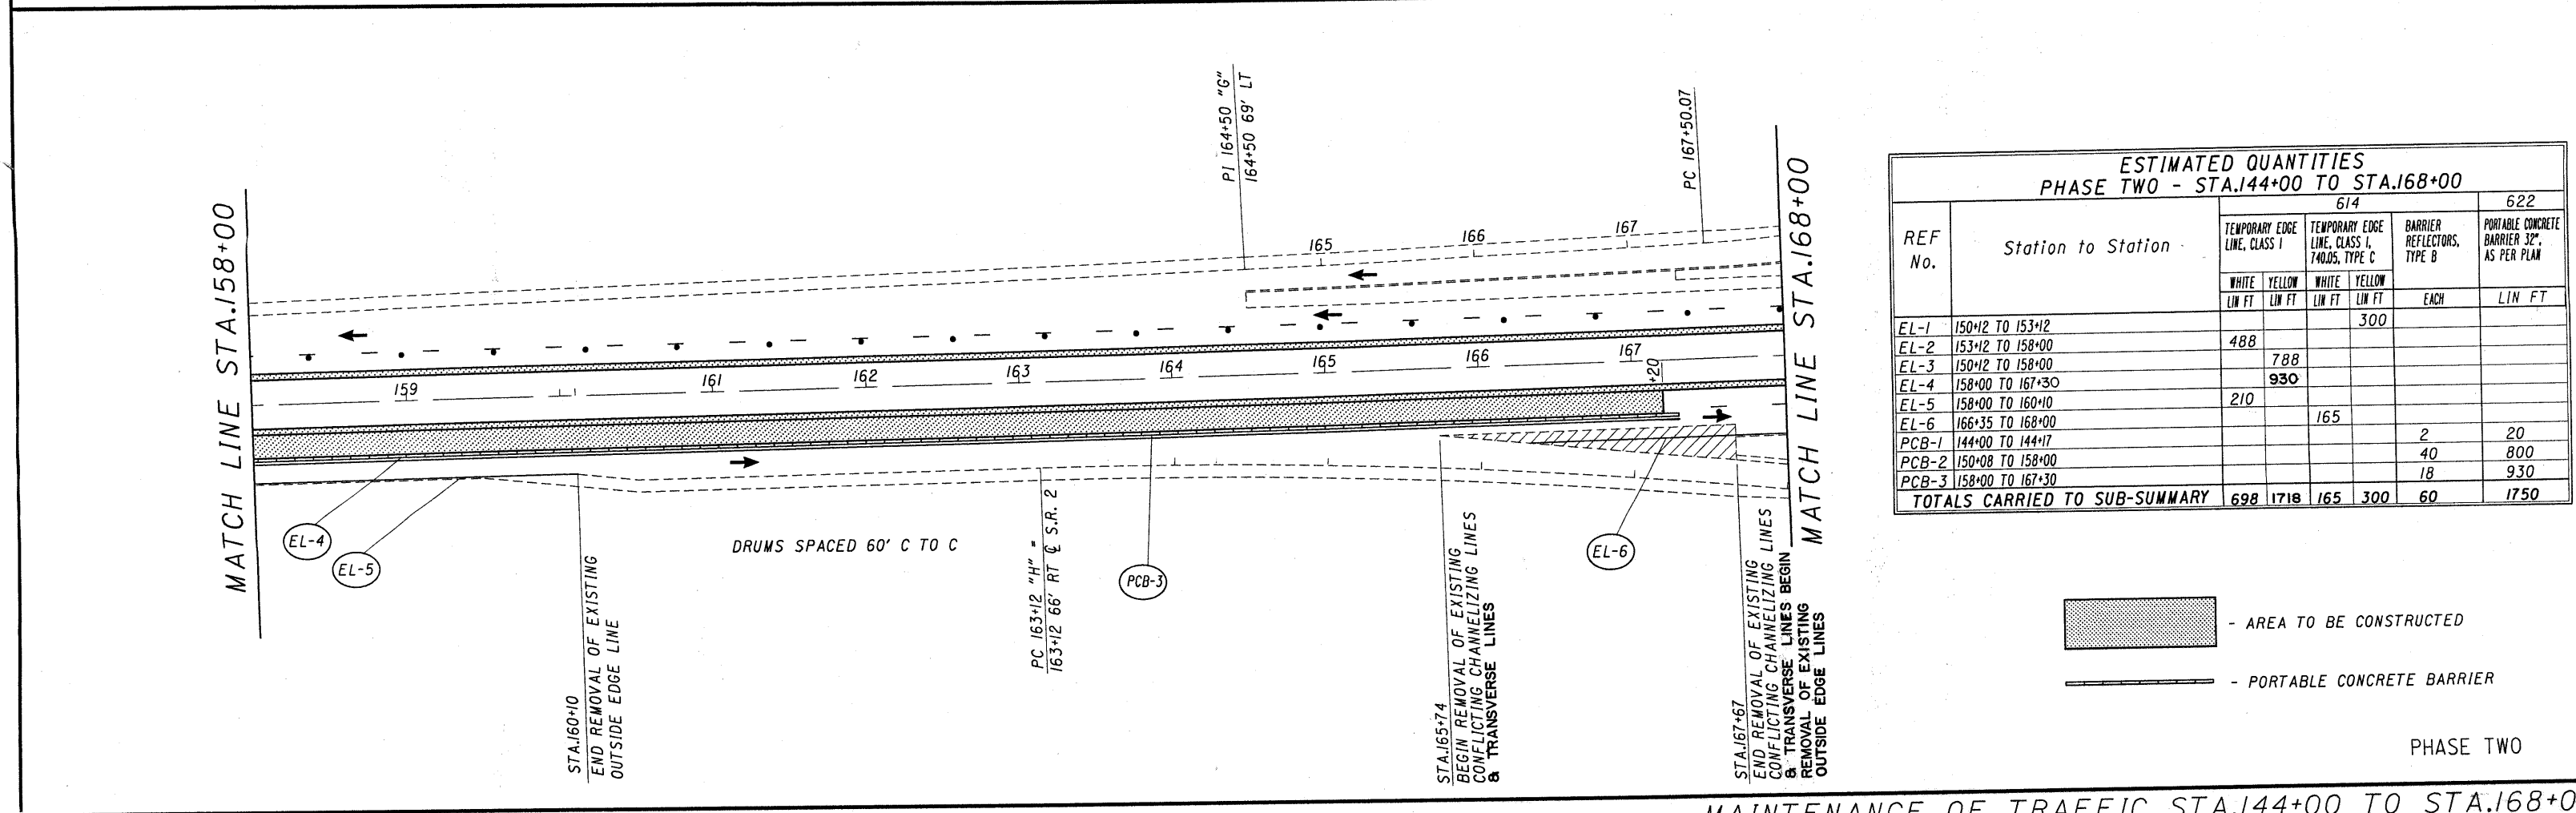 MATCH LINE STA.158+00
PI 164+50 "G"
164+50 69' LT
PC 167+50.07
MATCH LINE STA.168+00
165
166
167
159
161
162
163
164
165
166
167
+20
EL-4
EL-5
DRUMS SPACED 60' C TO C
PCB-3
EL-6
STA.160+10
END REMOVAL OF EXISTING
OUTSIDE EDGE LINE
PC 163+12 "H" =
163+12 66' RT ℄ S.R. 2
STA.165+74
BEGIN REMOVAL OF EXISTING
CONFLICTING CHANNELIZING LINES
& TRANSVERSE LINES
STA.167+67
END REMOVAL OF EXISTING
CONFLICTING CHANNELIZING LINES
& TRANSVERSE LINES BEGIN
REMOVAL OF EXISTING
OUTSIDE EDGE LINES
ESTIMATED QUANTITIES
PHASE TWO - STA.144+00 TO STA.168+00
614 622
REF No. Station to Station TEMPORARY EDGE LINE, CLASS I TEMPORARY EDGE LINE, CLASS I, 740.05, TYPE C BARRIER REFLECTORS, TYPE B PORTABLE CONCRETE BARRIER 32", AS PER PLAN
WHITE YELLOW WHITE YELLOW
LIN FT LIN FT LIN FT LIN FT EACH LIN FT
EL-1 150+12 TO 153+12 300
EL-2 153+12 TO 158+00 488
EL-3 150+12 TO 158+00 788
EL-4 158+00 TO 167+30 930
EL-5 158+00 TO 160+10 210
EL-6 166+35 TO 168+00 165
PCB-1 144+00 TO 144+17 2 20
PCB-2 150+08 TO 158+00 40 800
PCB-3 158+00 TO 167+30 18 930
TOTALS CARRIED TO SUB-SUMMARY 698 1718 165 300 60 1750
- AREA TO BE CONSTRUCTED
- PORTABLE CONCRETE BARRIER
PHASE TWO
MAINTENANCE OF TRAFFIC STA.144+00 TO STA.168+0